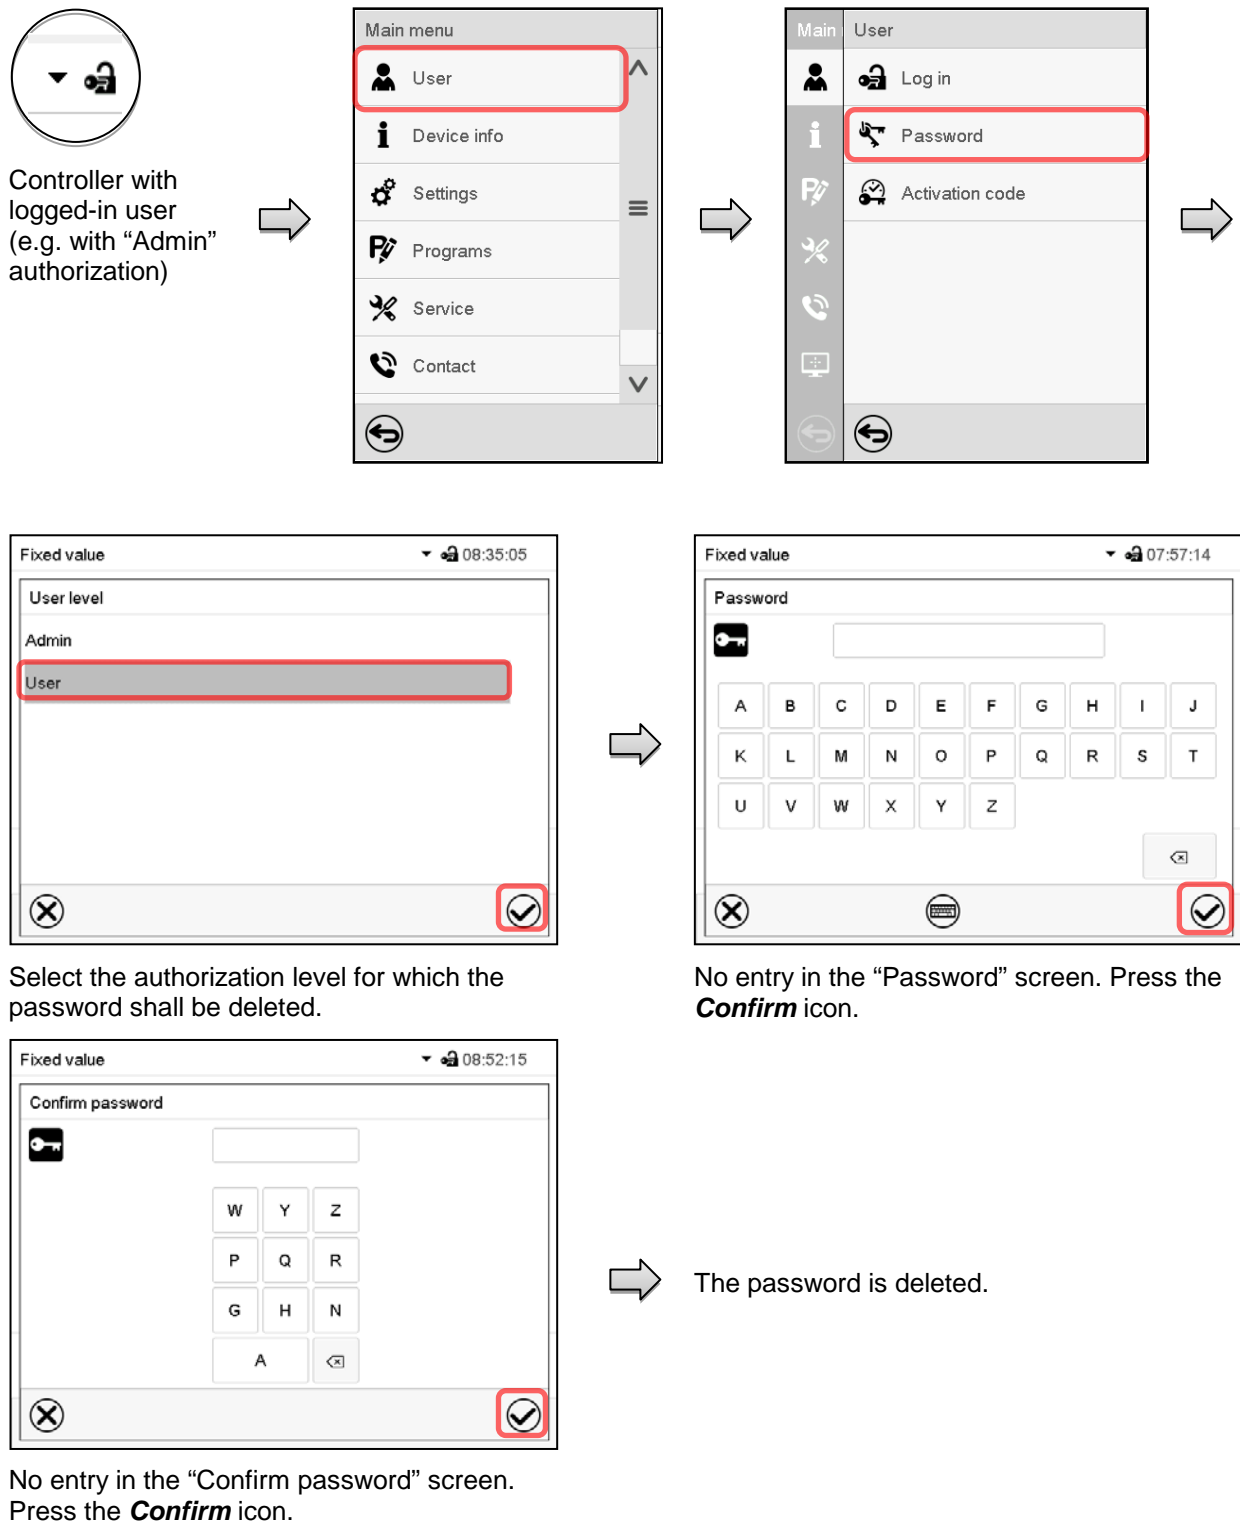 Controller with
logged-in user
(e.g. with “Admin”
authorization)
Main menu
User
Device info
Settings
Programs
Service
Contact
Main
User
Log in
Password
Activation code
Fixed value
08:35:05
User level
Admin
User
Select the authorization level for which the
password shall be deleted.
Fixed value
07:57:14
Password
A B C D E F G H I J
K L M N O P Q R S T
U V W X Y Z
No entry in the “Password” screen. Press the
Confirm icon.
Fixed value
08:52:15
Confirm password
W Y Z
P Q R
G H N
A
No entry in the “Confirm password” screen.
Press the Confirm icon.
The password is deleted.